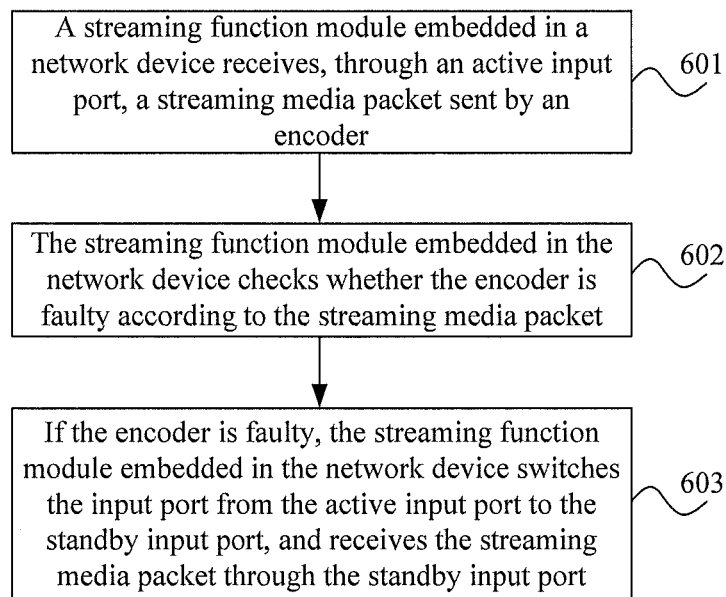 A streaming function module embedded in a
network device receives, through an active input
port, a streaming media packet sent by an
encoder
601
The streaming function module embedded in the
network device checks whether the encoder is
faulty according to the streaming media packet
602
If the encoder is faulty, the streaming function
module embedded in the network device switches
the input port from the active input port to the
standby input port, and receives the streaming
media packet through the standby input port
603